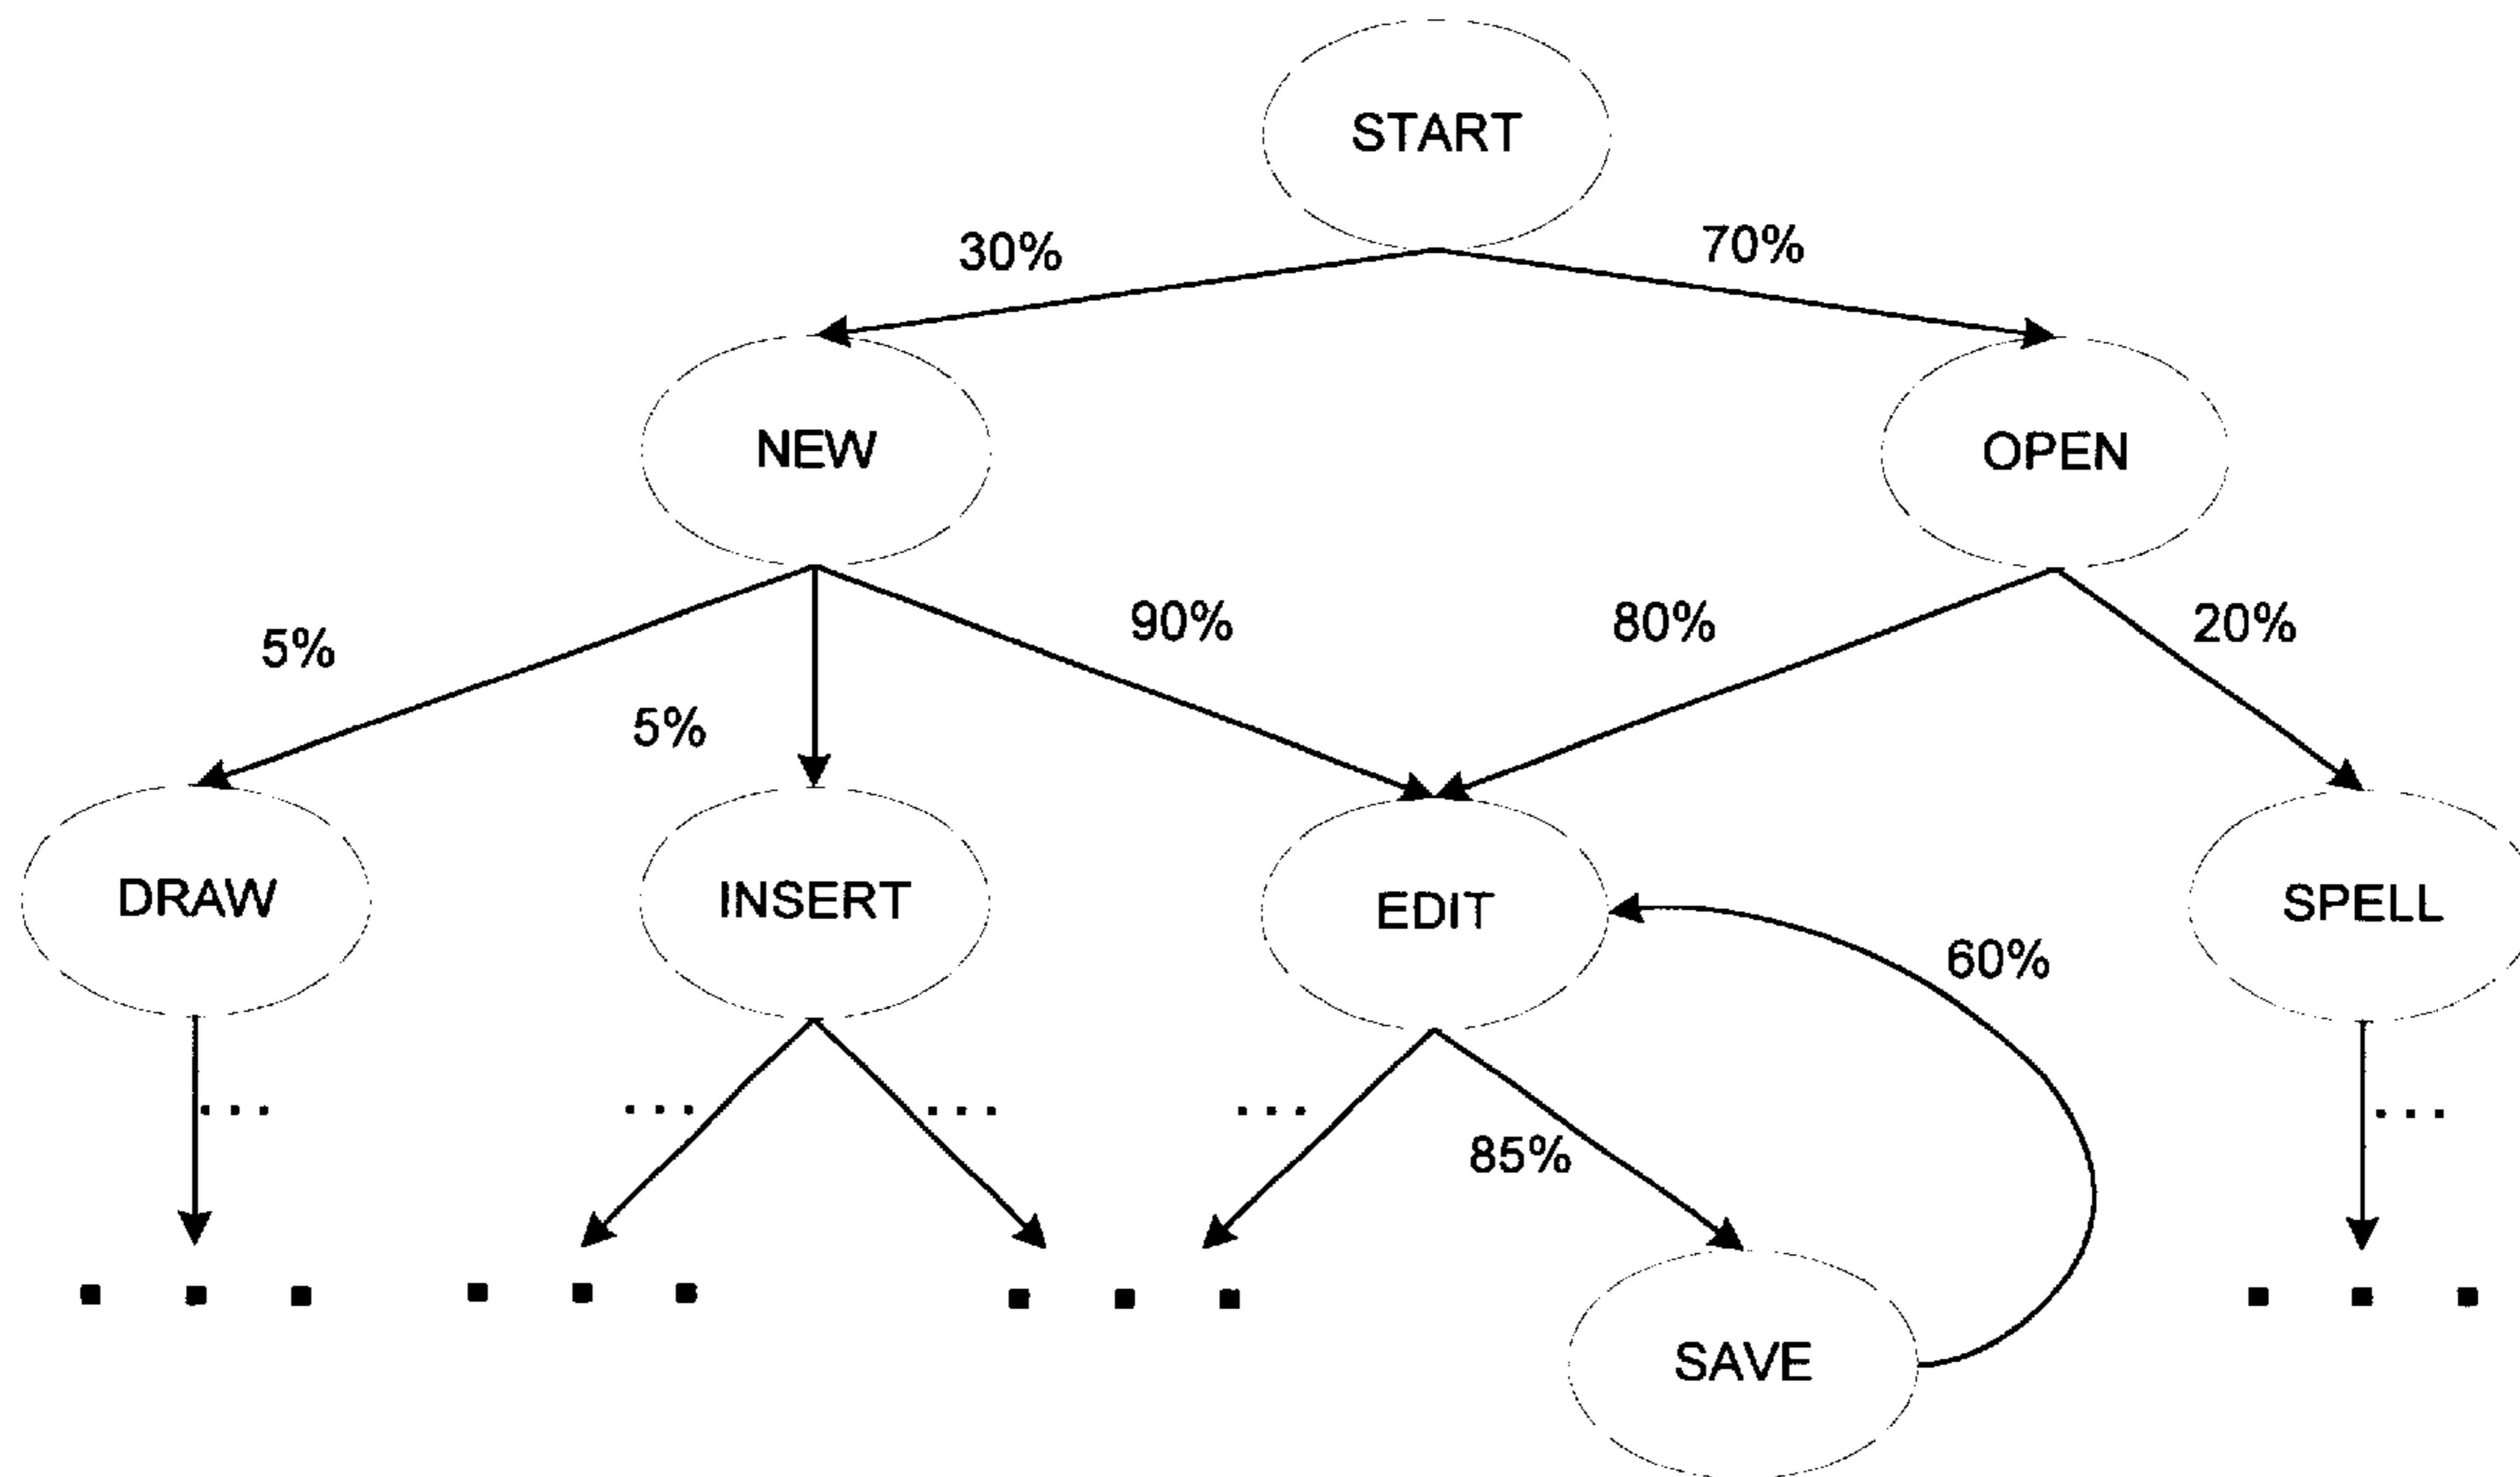 START
30%
70%
NEW
OPEN
5%
5%
90%
80%
20%
DRAW
INSERT
EDIT
SPELL
60%
...
...
...
...
...
85%
SAVE